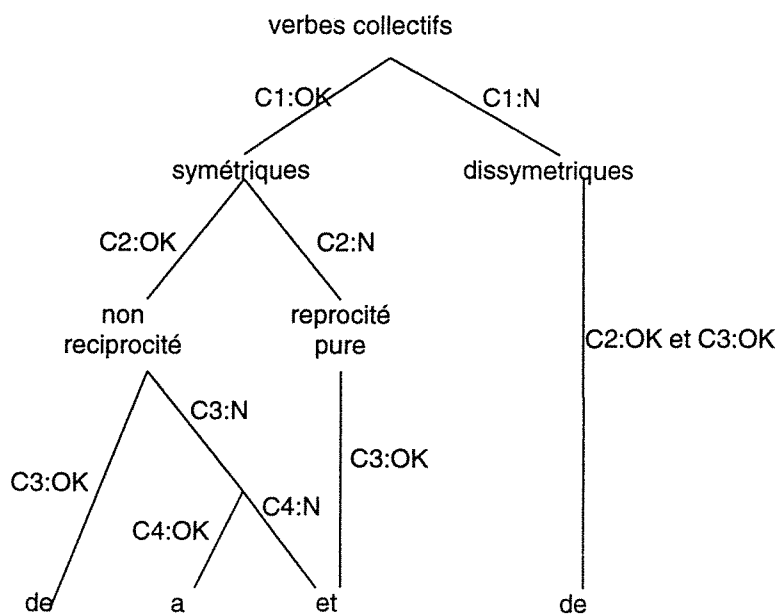 verbes collectifs
C1:OK
C1:N
symétriques
dissymetriques
C2:OK
C2:N
non
reciprocité
reprocité
pure
C2:OK et C3:OK
C3:N
C3:OK
C3:OK
C4:N
C4:OK
de
a
et
de